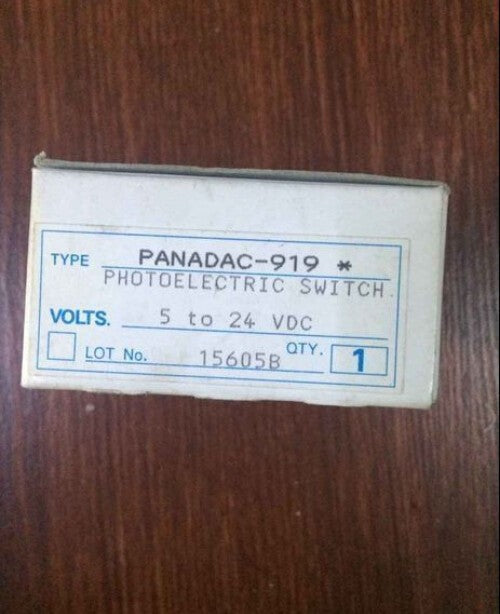 TYPE PANADAC-919 *
PHOTOELECTRIC SWITCH.
VOLTS. 5 to 24 VDC
LOT No. 15605B QTY. 1